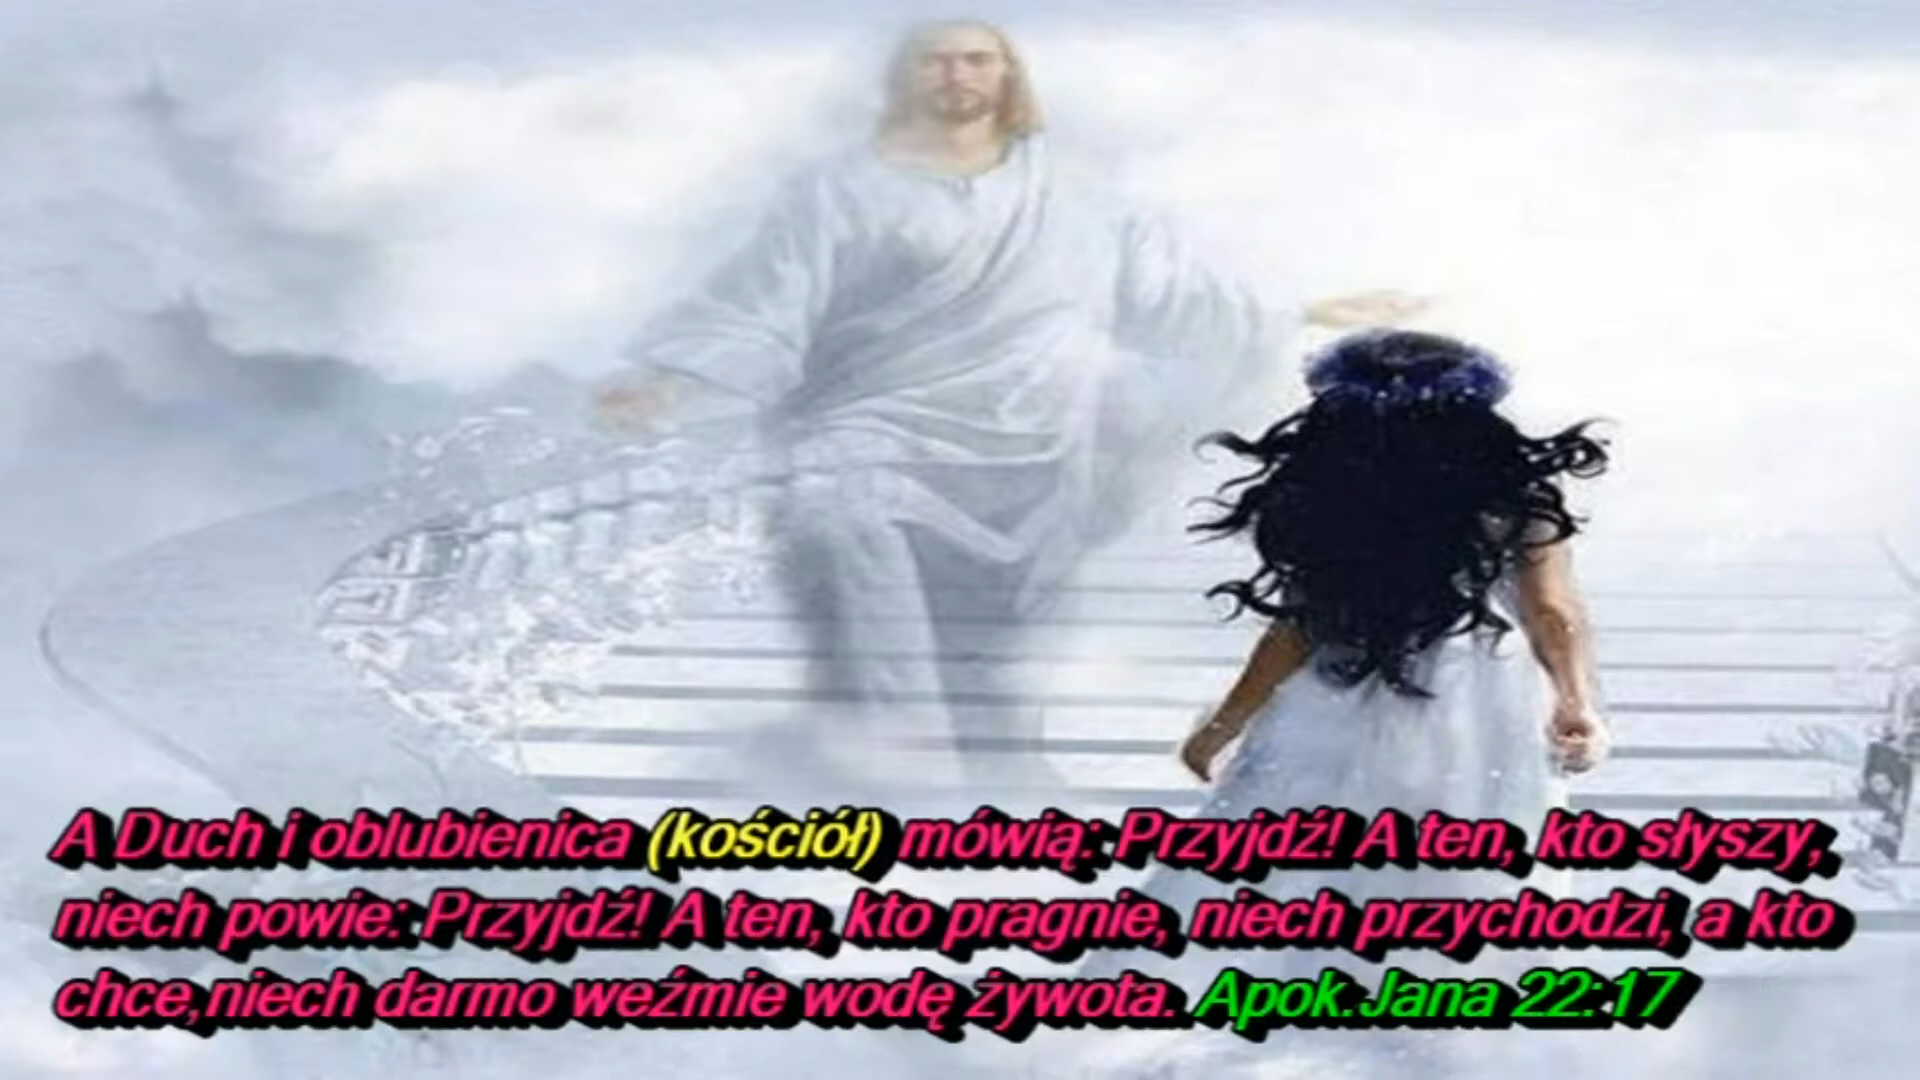 A Duch i oblubienica (kościół) mówią: Przyjdź! A ten, kto słyszy,
niech powie: Przyjdź! A ten, kto pragnie, niech przychodzi, a kto
chce,niech darmo weźmie wodę żywota. Apok.Jana 22:17